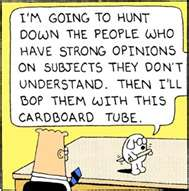 I'M GOING TO HUNT
DOWN THE PEOPLE WHO
HAVE STRONG OPINIONS
ON SUBJECTS THEY DON'T
UNDERSTAND. THEN I'LL
BOP THEM WITH THIS
CARDBOARD TUBE.